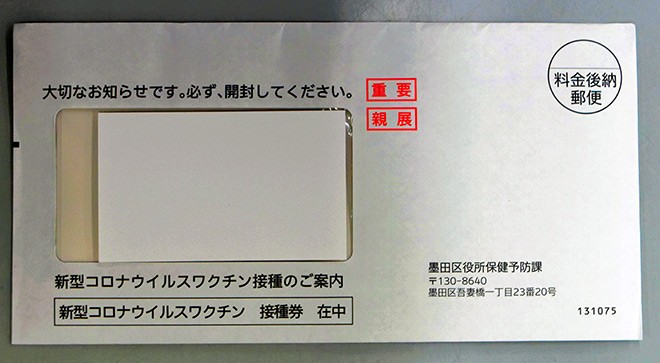 大切なお知らせです。必ず、開封してください。
重要
親展
料金後納
郵便
新型コロナウイルスワクチン接種のご案内
新型コロナウイルスワクチン 接種券 在中
墨田区役所保健予防課
〒130-8640
墨田区吾妻橋一丁目23番20号
131075